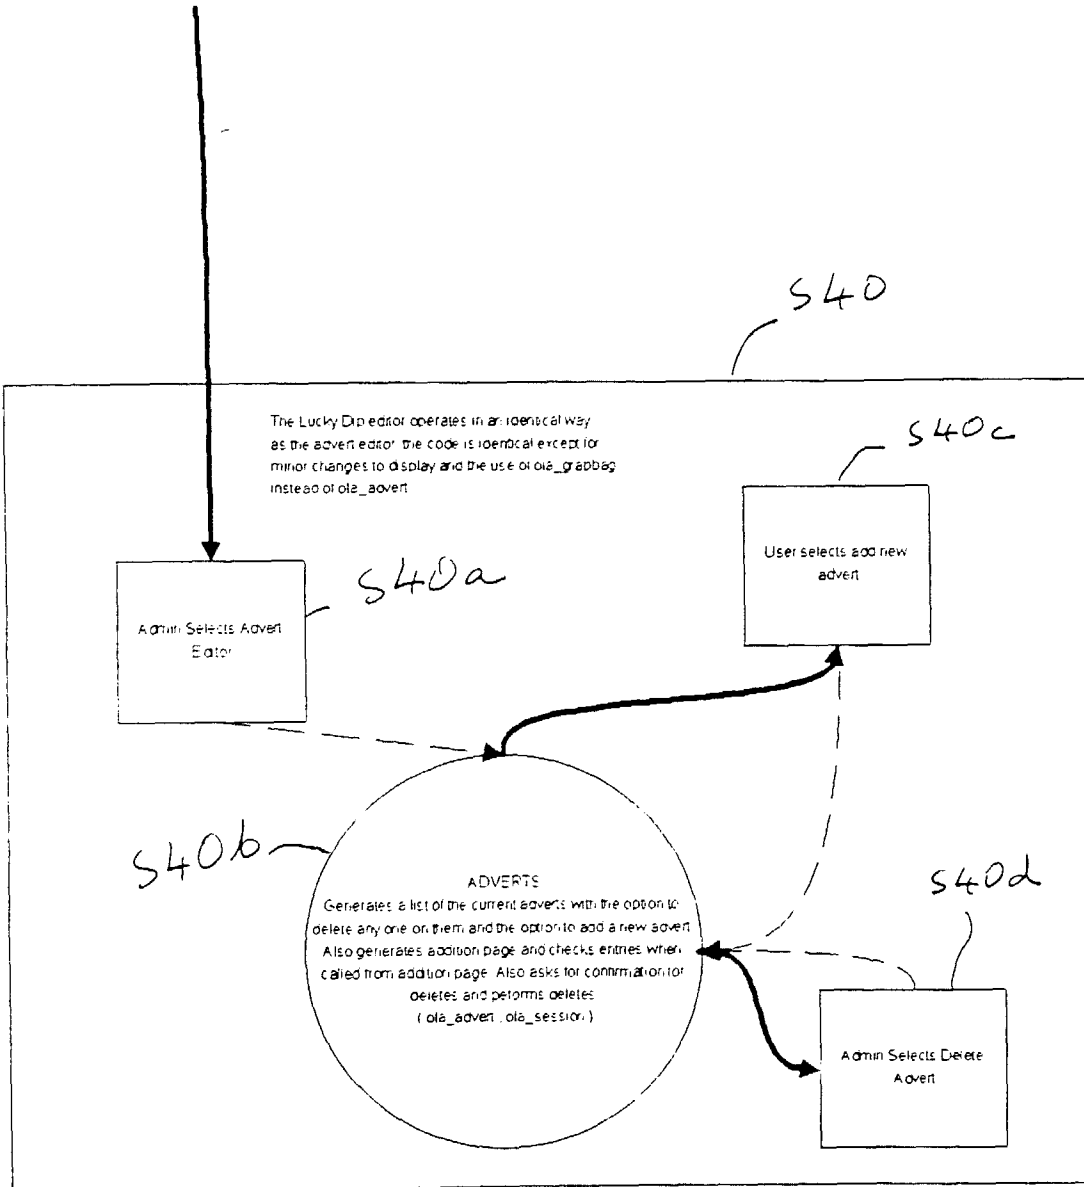 S40
The Lucky Dip editor operates in an identical way
as the advert editor the code is identical except for
minor changes to display and the use of ola_grabbag
instead of ola_advert
S40c
User selects add new
advert
S40a
Admin Selects Advert
Editor
S40b
ADVERTS
Generates a list of the current adverts with the option to
delete any one on them and the option to add a new advert
Also generates addition page and checks entries when
called from addition page. Also asks for confirmation for
deletes and peforms deletes
( ola_advert , ola_session )
S40d
Admin Selects Delete
Advert